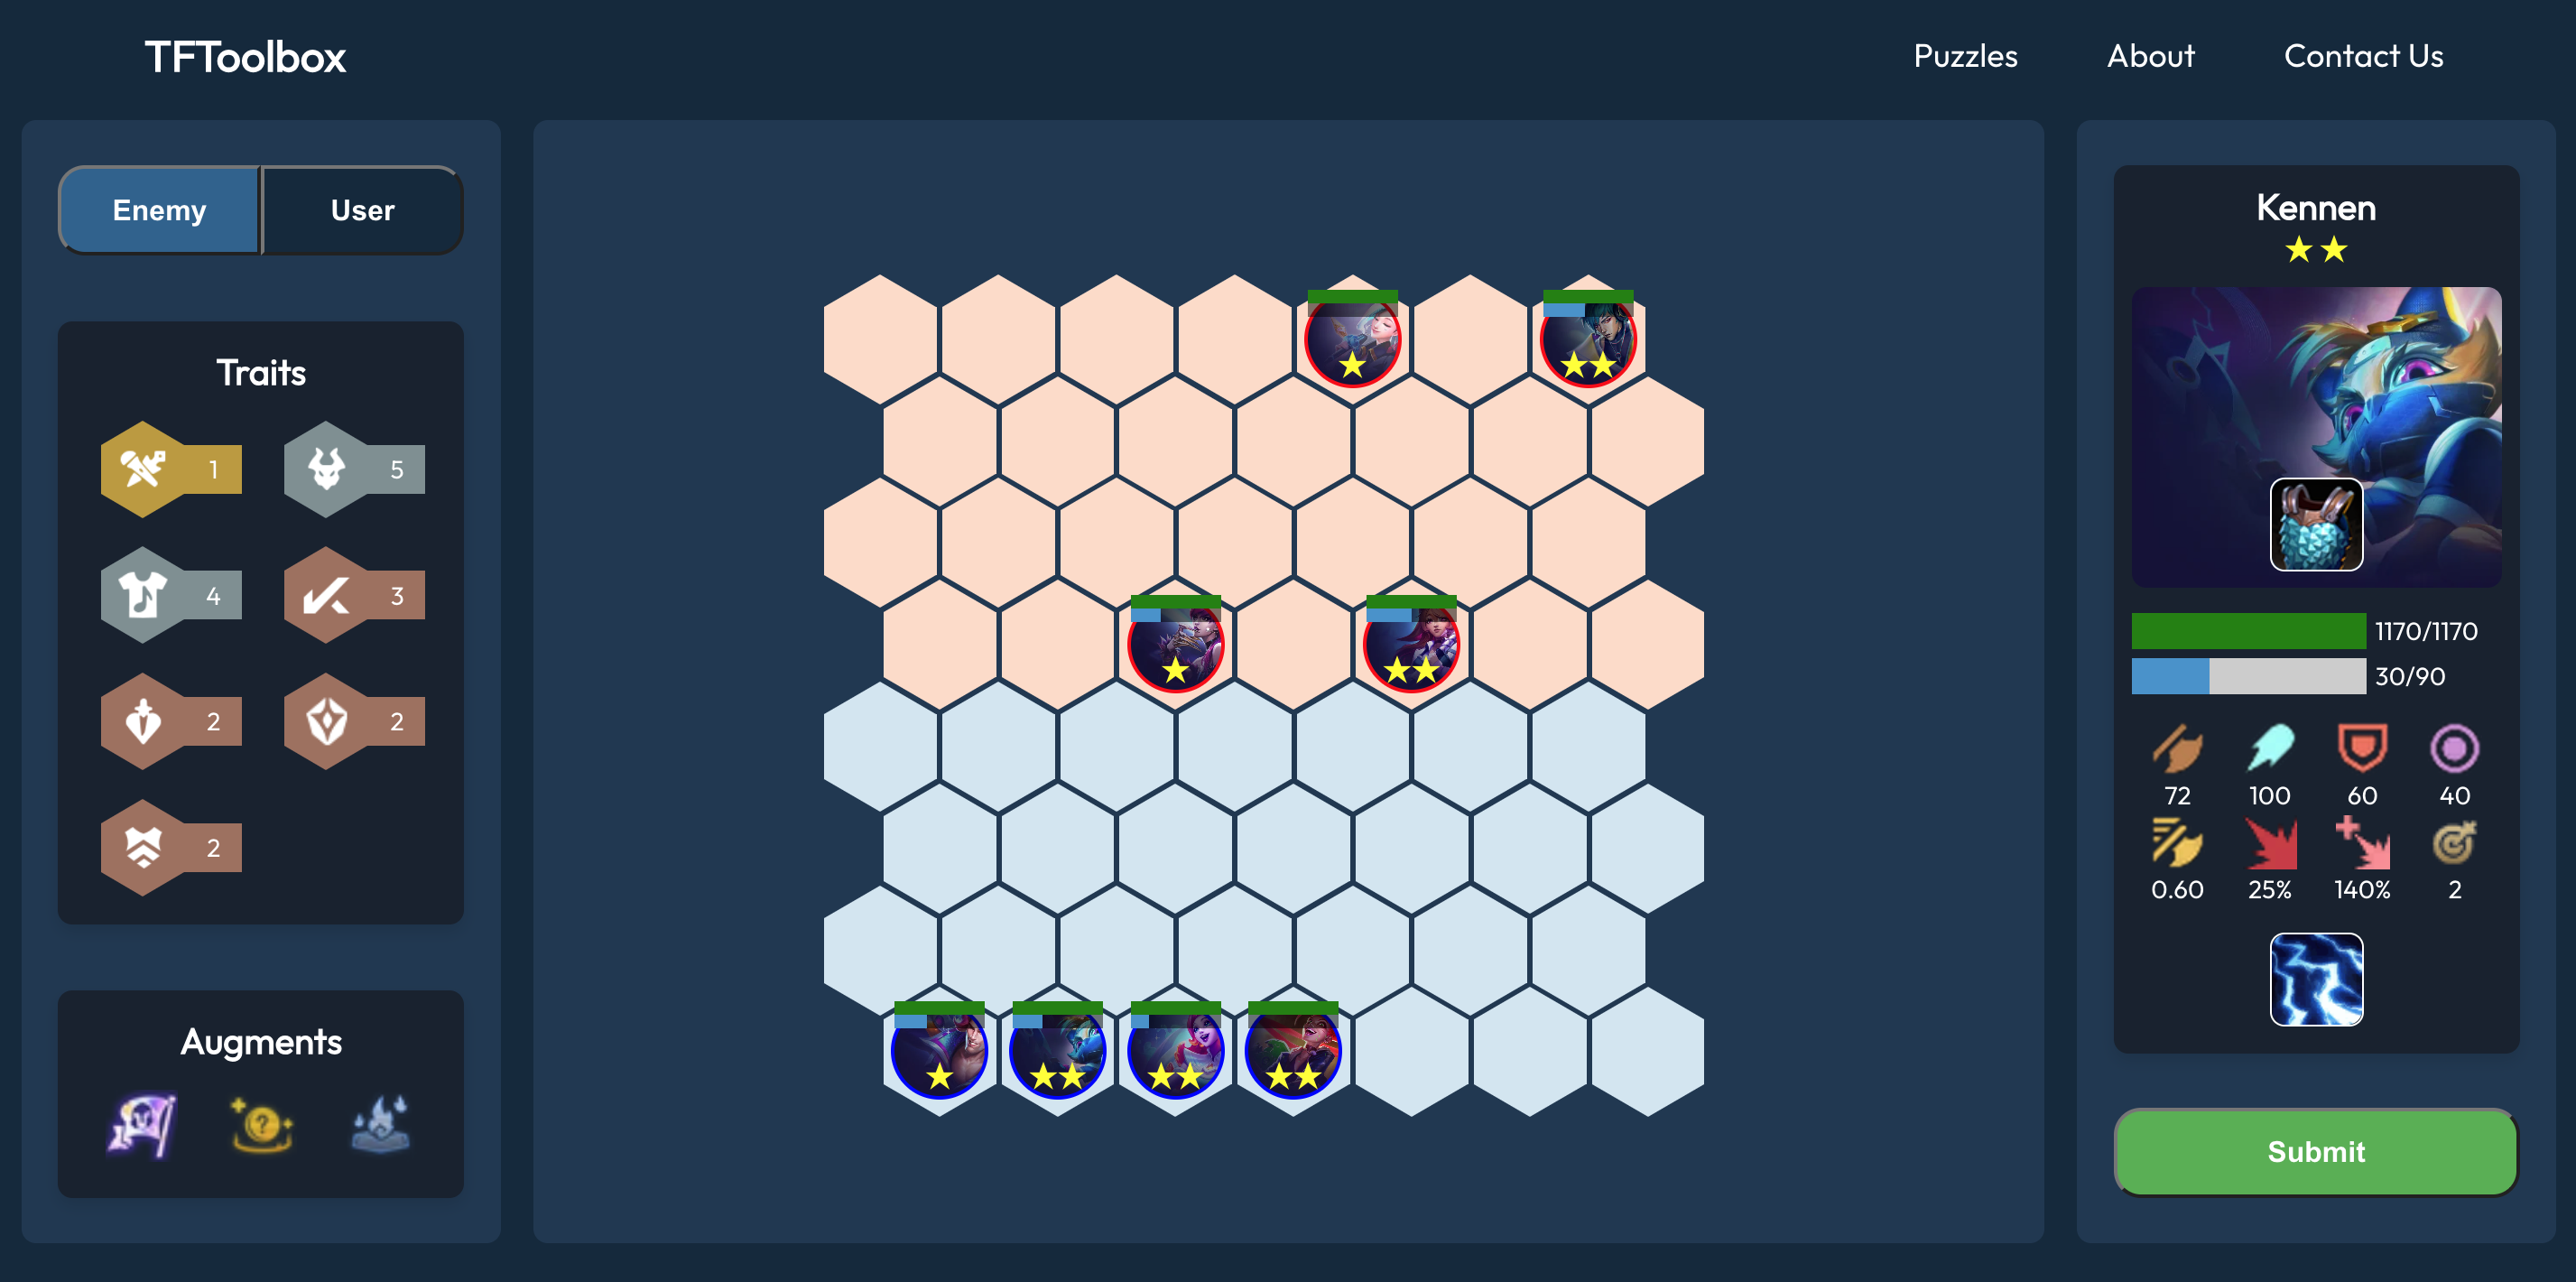 TFToolbox
Puzzles
About
Contact Us
Enemy
User
Traits
1
5
4
3
2
2
2
Augments
Kennen
1170/1170
30/90
72
100
60
40
0.60
25%
140%
2
Submit